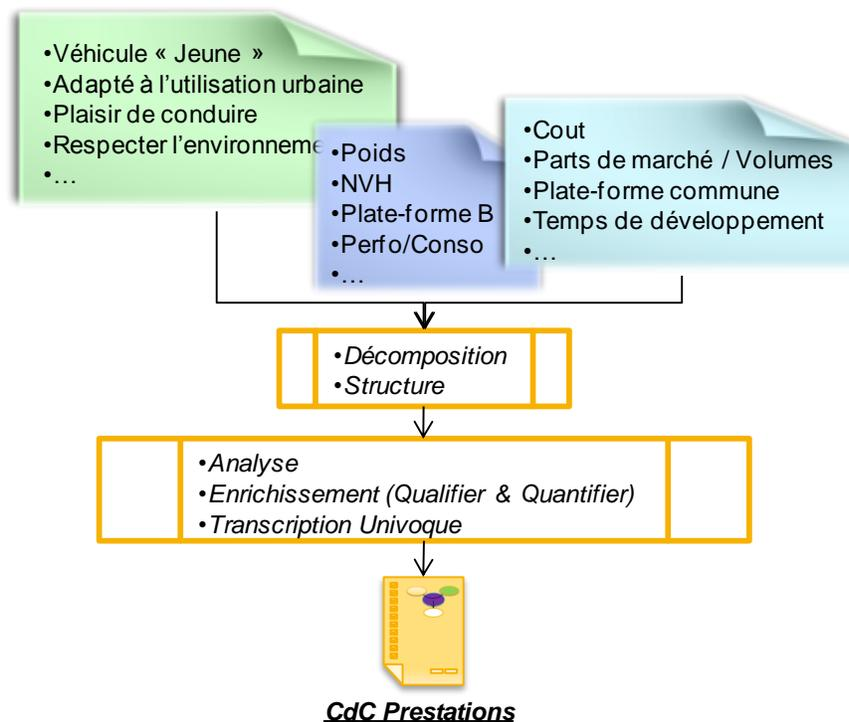 •Véhicule « Jeune »
•Adapté à l'utilisation urbaine
•Plaisir de conduire
•Respecter l'environneme
•...
•Poids
•NVH
•Plate-forme B
•Perfo/Conso
•...
•Cout
•Parts de marché / Volumes
•Plate-forme commune
•Temps de développement
•...
•Décomposition
•Structure
•Analyse
•Enrichissement (Qualifier & Quantifier)
•Transcription Univoque
CdC Prestations